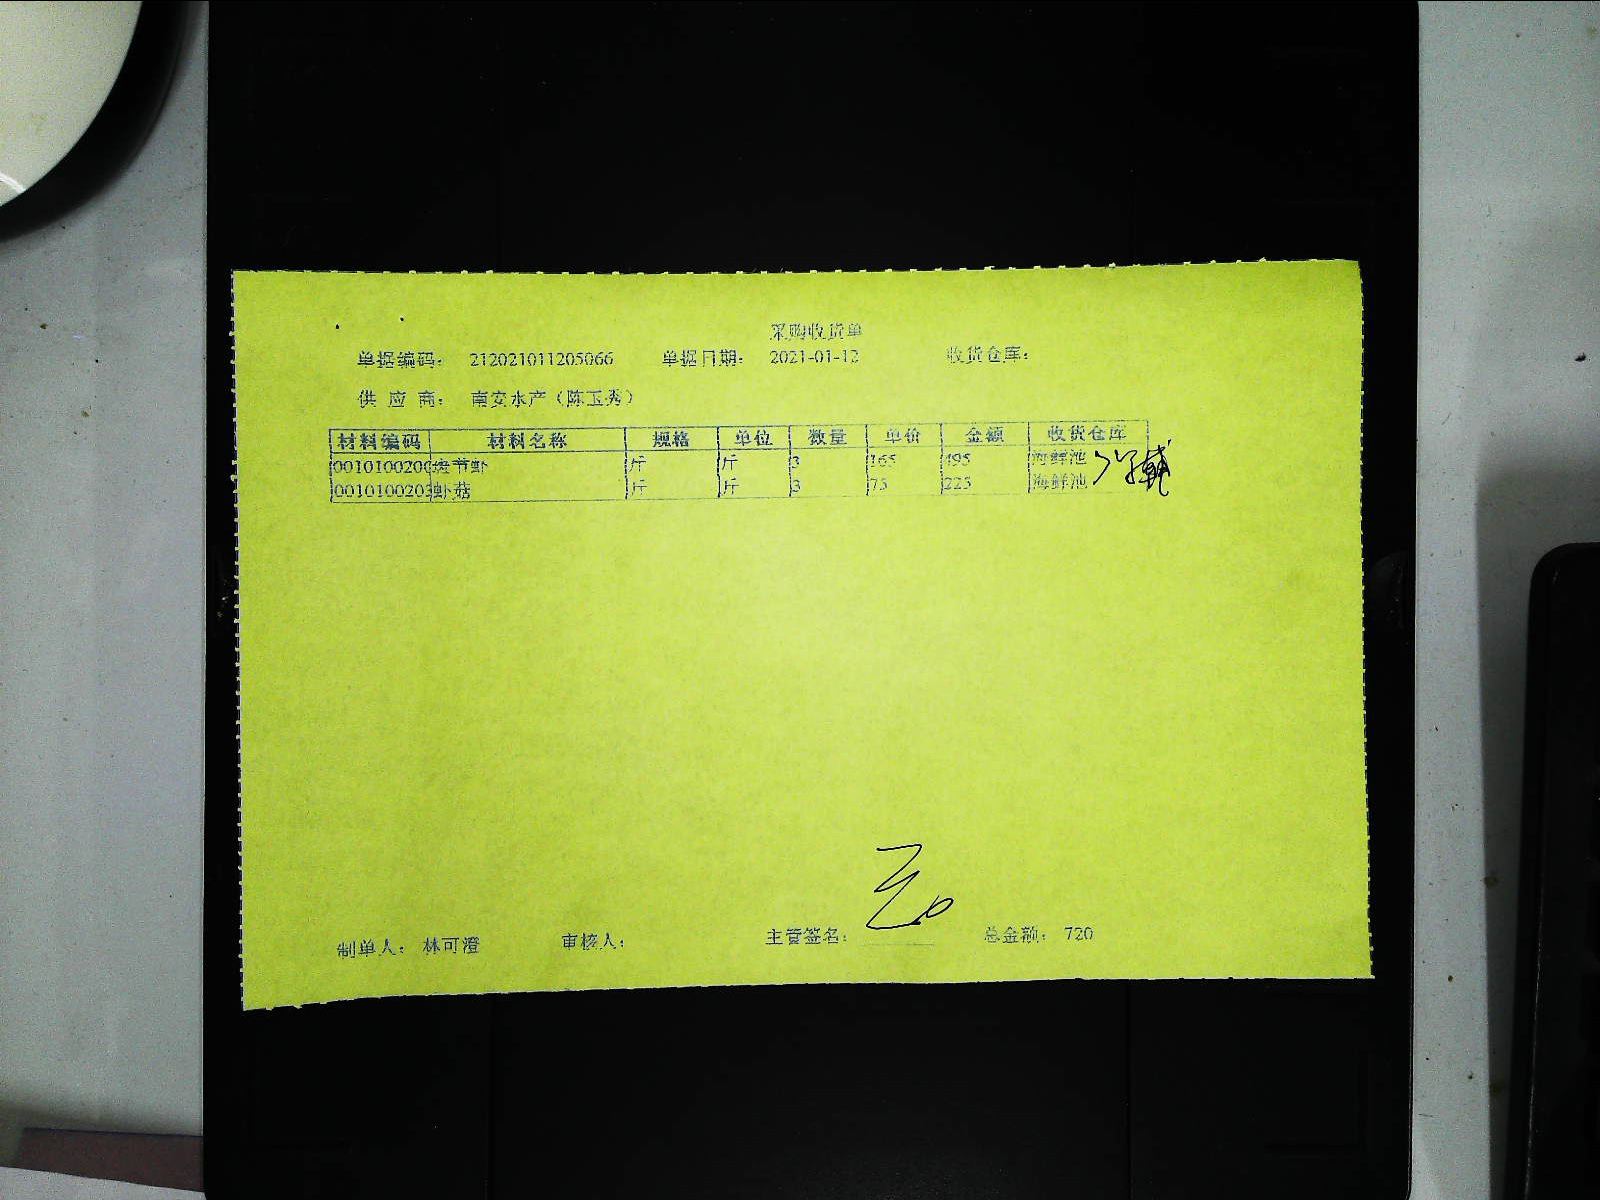 采购收货单
单据编码： 212021011205066 单据日期： 2021-01-12 收货仓库：
供 应 商： 南安水产（陈玉秀）
材料编码 材料名称 规格 单位 数量 单价 金额 收货仓库
0010100200 斑节虾 斤 斤 3 165 495 海鲜池
0010100203 虾菇 斤 斤 3 75 225 海鲜池
制单人： 林可澄 审核人： 主管签名： 总金额： 720